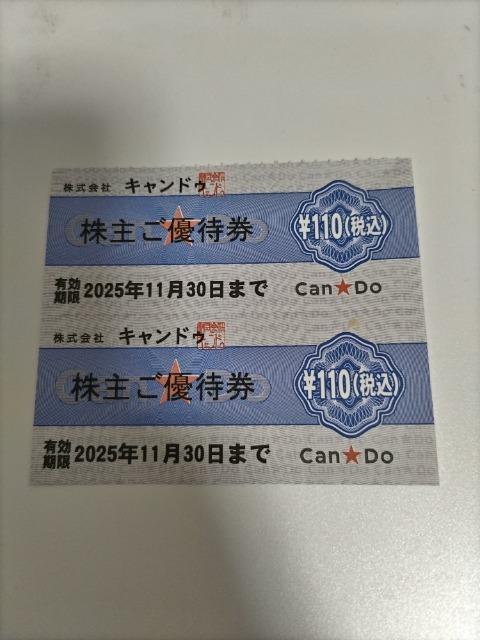 株式会社 キャンドゥ
株主ご優待券
¥110(税込)
有効期限 2025年11月30日まで
Can★Do
株式会社 キャンドゥ
株主ご優待券
¥110(税込)
有効期限 2025年11月30日まで
Can★Do